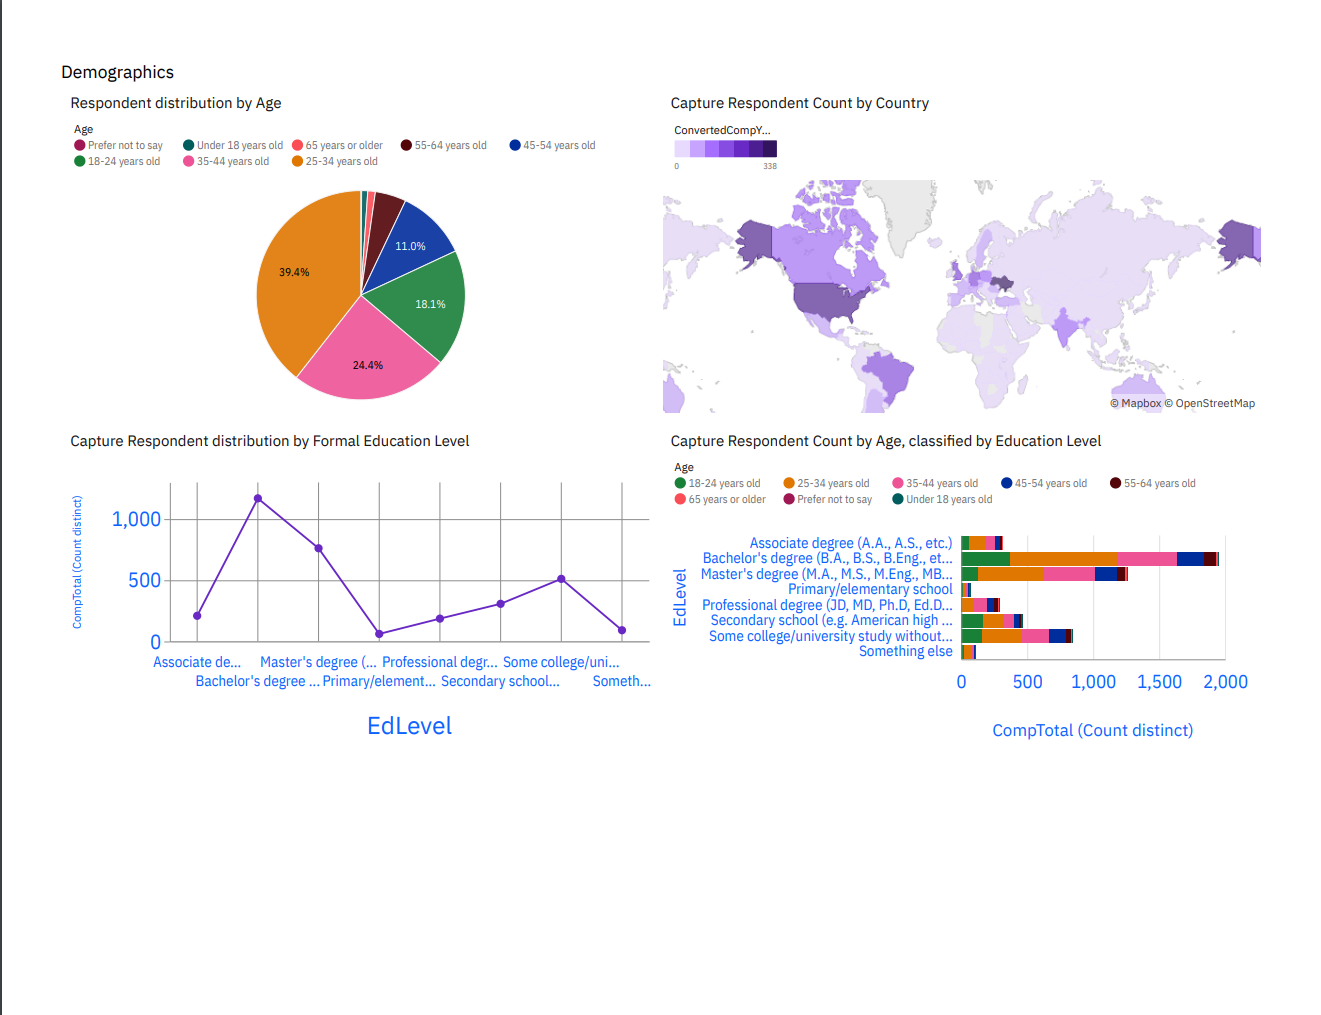 Demographics
Respondent distribution by Age
Age
Prefer not to say
Under 18 years old
65 years or older
55-64 years old
45-54 years old
18-24 years old
35-44 years old
25-34 years old
11.0%
39.4%
18.1%
24.4%
Capture Respondent Count by Country
ConvertedCompY...
0
338
© Mapbox © OpenStreetMap
Capture Respondent distribution by Formal Education Level
CompTotal (Count distinct)
1,000
500
0
Associate de...
Master's degree (...
Professional degr...
Some college/uni...
Bachelor's degree ...
Primary/element...
Secondary school...
Someth...
EdLevel
Capture Respondent Count by Age, classified by Education Level
Age
18-24 years old
25-34 years old
35-44 years old
45-54 years old
55-64 years old
65 years or older
Prefer not to say
Under 18 years old
EdLevel
Associate degree (A.A., A.S., etc.)
Bachelor's degree (B.A., B.S., B.Eng., et...
Master's degree (M.A., M.S., M.Eng., MB...
Primary/elementary school
Professional degree (JD, MD, Ph.D, Ed.D...
Secondary school (e.g. American high ...
Some college/university study without...
Something else
0
500
1,000
1,500
2,000
CompTotal (Count distinct)